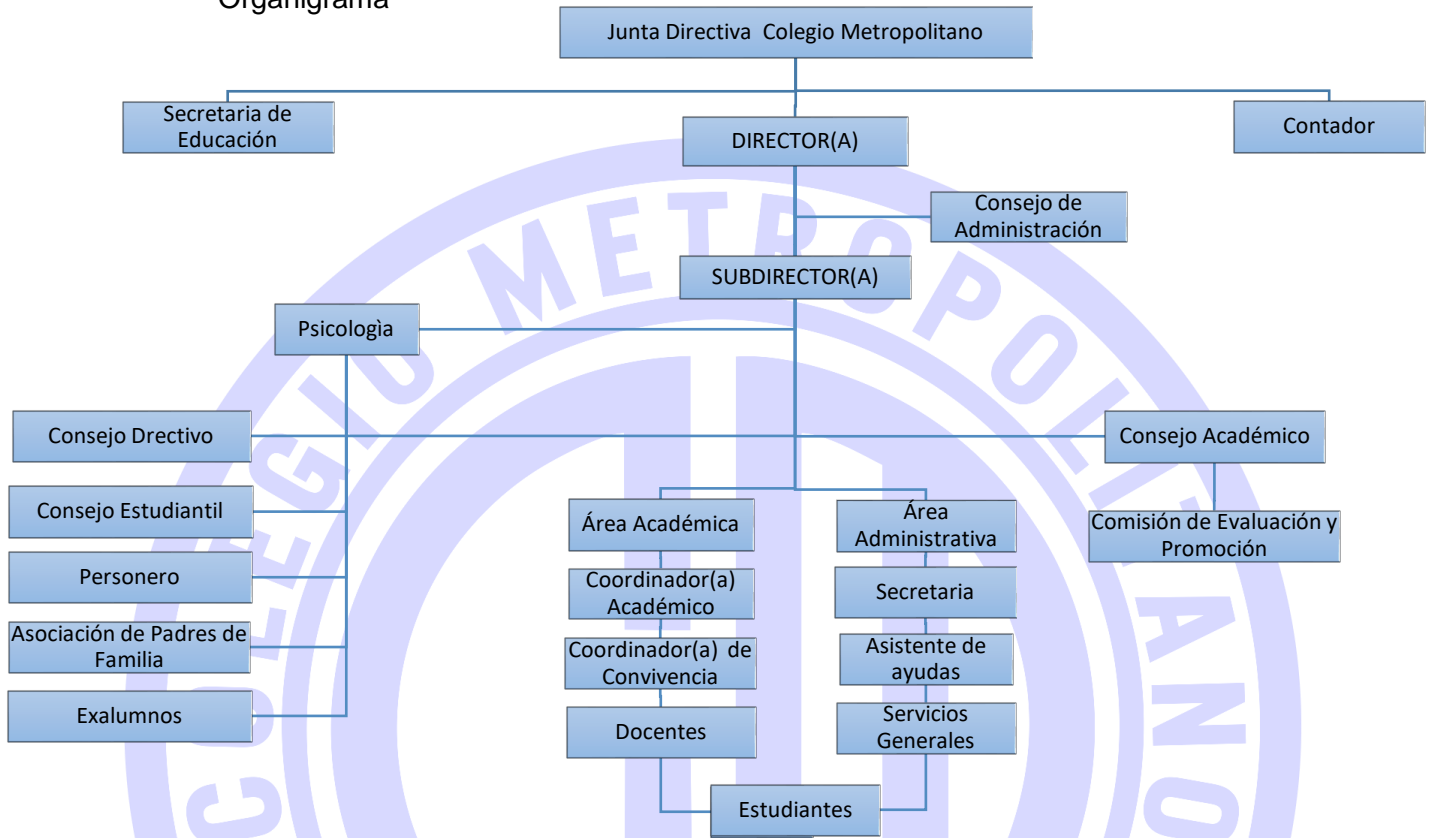 Organigrama
Junta Directiva Colegio Metropolitano
Secretaria de
Educación
DIRECTOR(A)
Contador
Consejo de
Administración
SUBDIRECTOR(A)
Psicologìa
Consejo Drectivo
Consejo Académico
Consejo Estudiantil
Área Académica
Área
Administrativa
Comisión de Evaluación y
Promoción
Personero
Coordinador(a)
Académico
Secretaria
Asociación de Padres de
Familia
Coordinador(a) de
Convivencia
Asistente de
ayudas
Exalumnos
Docentes
Servicios
Generales
Estudiantes
COLEGIO METROPOLITANO